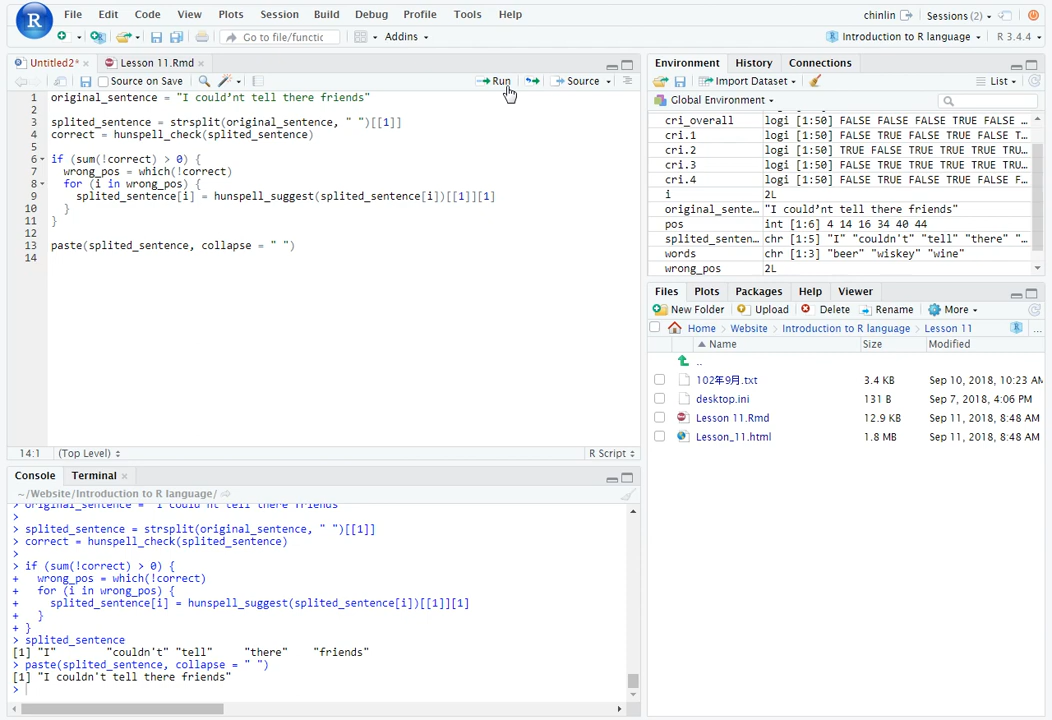 File Edit Code View Plots Session Build Debug Profile Tools Help
chinlin Sessions (2)
Go to file/functic Addins
Introduction to R language R 3.4.4
Untitled2* × Lesson 11.Rmd ×
Source on Save Run Source
1 original_sentence = "I could’nt tell there friends"
2
3 splited_sentence = strsplit(original_sentence, " ")[[1]]
4 correct = hunspell_check(splited_sentence)
5
6 if (sum(!correct) > 0) {
7 wrong_pos = which(!correct)
8 for (i in wrong_pos) {
9 splited_sentence[i] = hunspell_suggest(splited_sentence[i])[[1]][1]
10 }
11 }
12
13 paste(splited_sentence, collapse = " ")
14
14:1 (Top Level) R Script
Console Terminal ×
~/Website/Introduction to R language/
original_sentence = "I could’nt tell there friends"
>
> splited_sentence = strsplit(original_sentence, " ")[[1]]
> correct = hunspell_check(splited_sentence)
>
> if (sum(!correct) > 0) {
+ wrong_pos = which(!correct)
+ for (i in wrong_pos) {
+ splited_sentence[i] = hunspell_suggest(splited_sentence[i])[[1]][1]
+ }
+ }
> splited_sentence
[1] "I" "couldn't" "tell" "there" "friends"
> paste(splited_sentence, collapse = " ")
[1] "I couldn't tell there friends"
>
Environment History Connections
Import Dataset List
Global Environment
cri_overall logi [1:50] FALSE FALSE FALSE TRUE FALSE …
cri.1 logi [1:50] FALSE TRUE FALSE TRUE FALSE T…
cri.2 logi [1:50] TRUE FALSE TRUE TRUE TRUE TRU…
cri.3 logi [1:50] FALSE TRUE FALSE TRUE TRUE TR…
cri.4 logi [1:50] FALSE TRUE FALSE TRUE FALSE F…
i 2L
original_sente… "I could’nt tell there friends"
pos int [1:6] 4 14 16 34 40 44
splited_senten… chr [1:5] "I" "couldn't" "tell" "there" "…
words chr [1:3] "beer" "wiskey" "wine"
wrong_pos 2L
Files Plots Packages Help Viewer
New Folder Upload Delete Rename More
Home Website Introduction to R language Lesson 11 ...
Name Size Modified
..
102年9月.txt 3.4 KB Sep 10, 2018, 10:23 AM
desktop.ini 131 B Sep 7, 2018, 4:06 PM
Lesson 11.Rmd 12.9 KB Sep 11, 2018, 8:48 AM
Lesson_11.html 1.8 MB Sep 11, 2018, 8:48 AM